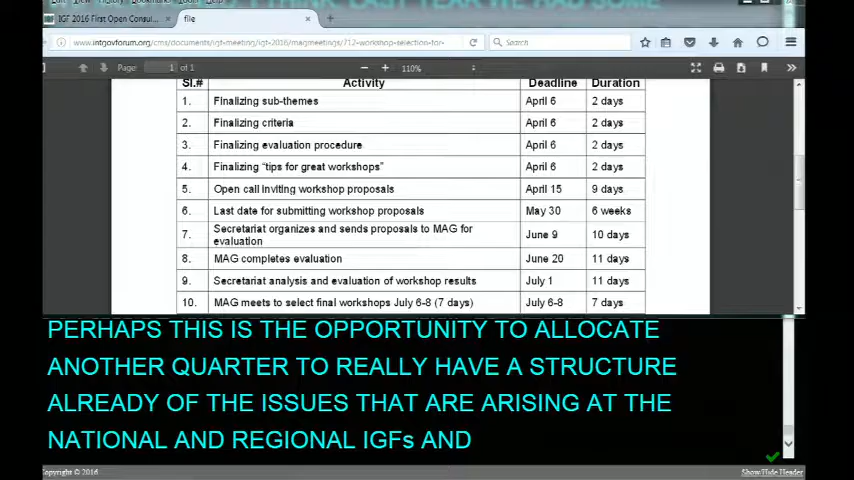 I THINK LAST YEAR WE HAD SOME
IGF 2016 First Open Consul...
file
www.intgovforum.org/cms/documents/igf-meeting/igf-2016/magmeetings/712-workshop-selection-for-
Search
Page: 1 of 1
110%
Sl.# Activity Deadline Duration
1. Finalizing sub-themes April 6 2 days
2. Finalizing criteria April 6 2 days
3. Finalizing evaluation procedure April 6 2 days
4. Finalizing “tips for great workshops” April 6 2 days
5. Open call inviting workshop proposals April 15 9 days
6. Last date for submitting workshop proposals May 30 6 weeks
7. Secretariat organizes and sends proposals to MAG for
evaluation June 9 10 days
8. MAG completes evaluation June 20 11 days
9. Secretariat analysis and evaluation of workshop results July 1 11 days
10. MAG meets to select final workshops July 6-8 (7 days) July 6-8 7 days
PERHAPS THIS IS THE OPPORTUNITY TO ALLOCATE
ANOTHER QUARTER TO REALLY HAVE A STRUCTURE
ALREADY OF THE ISSUES THAT ARE ARISING AT THE
NATIONAL AND REGIONAL IGFs AND
Copyright © 2016
Show/Hide Header